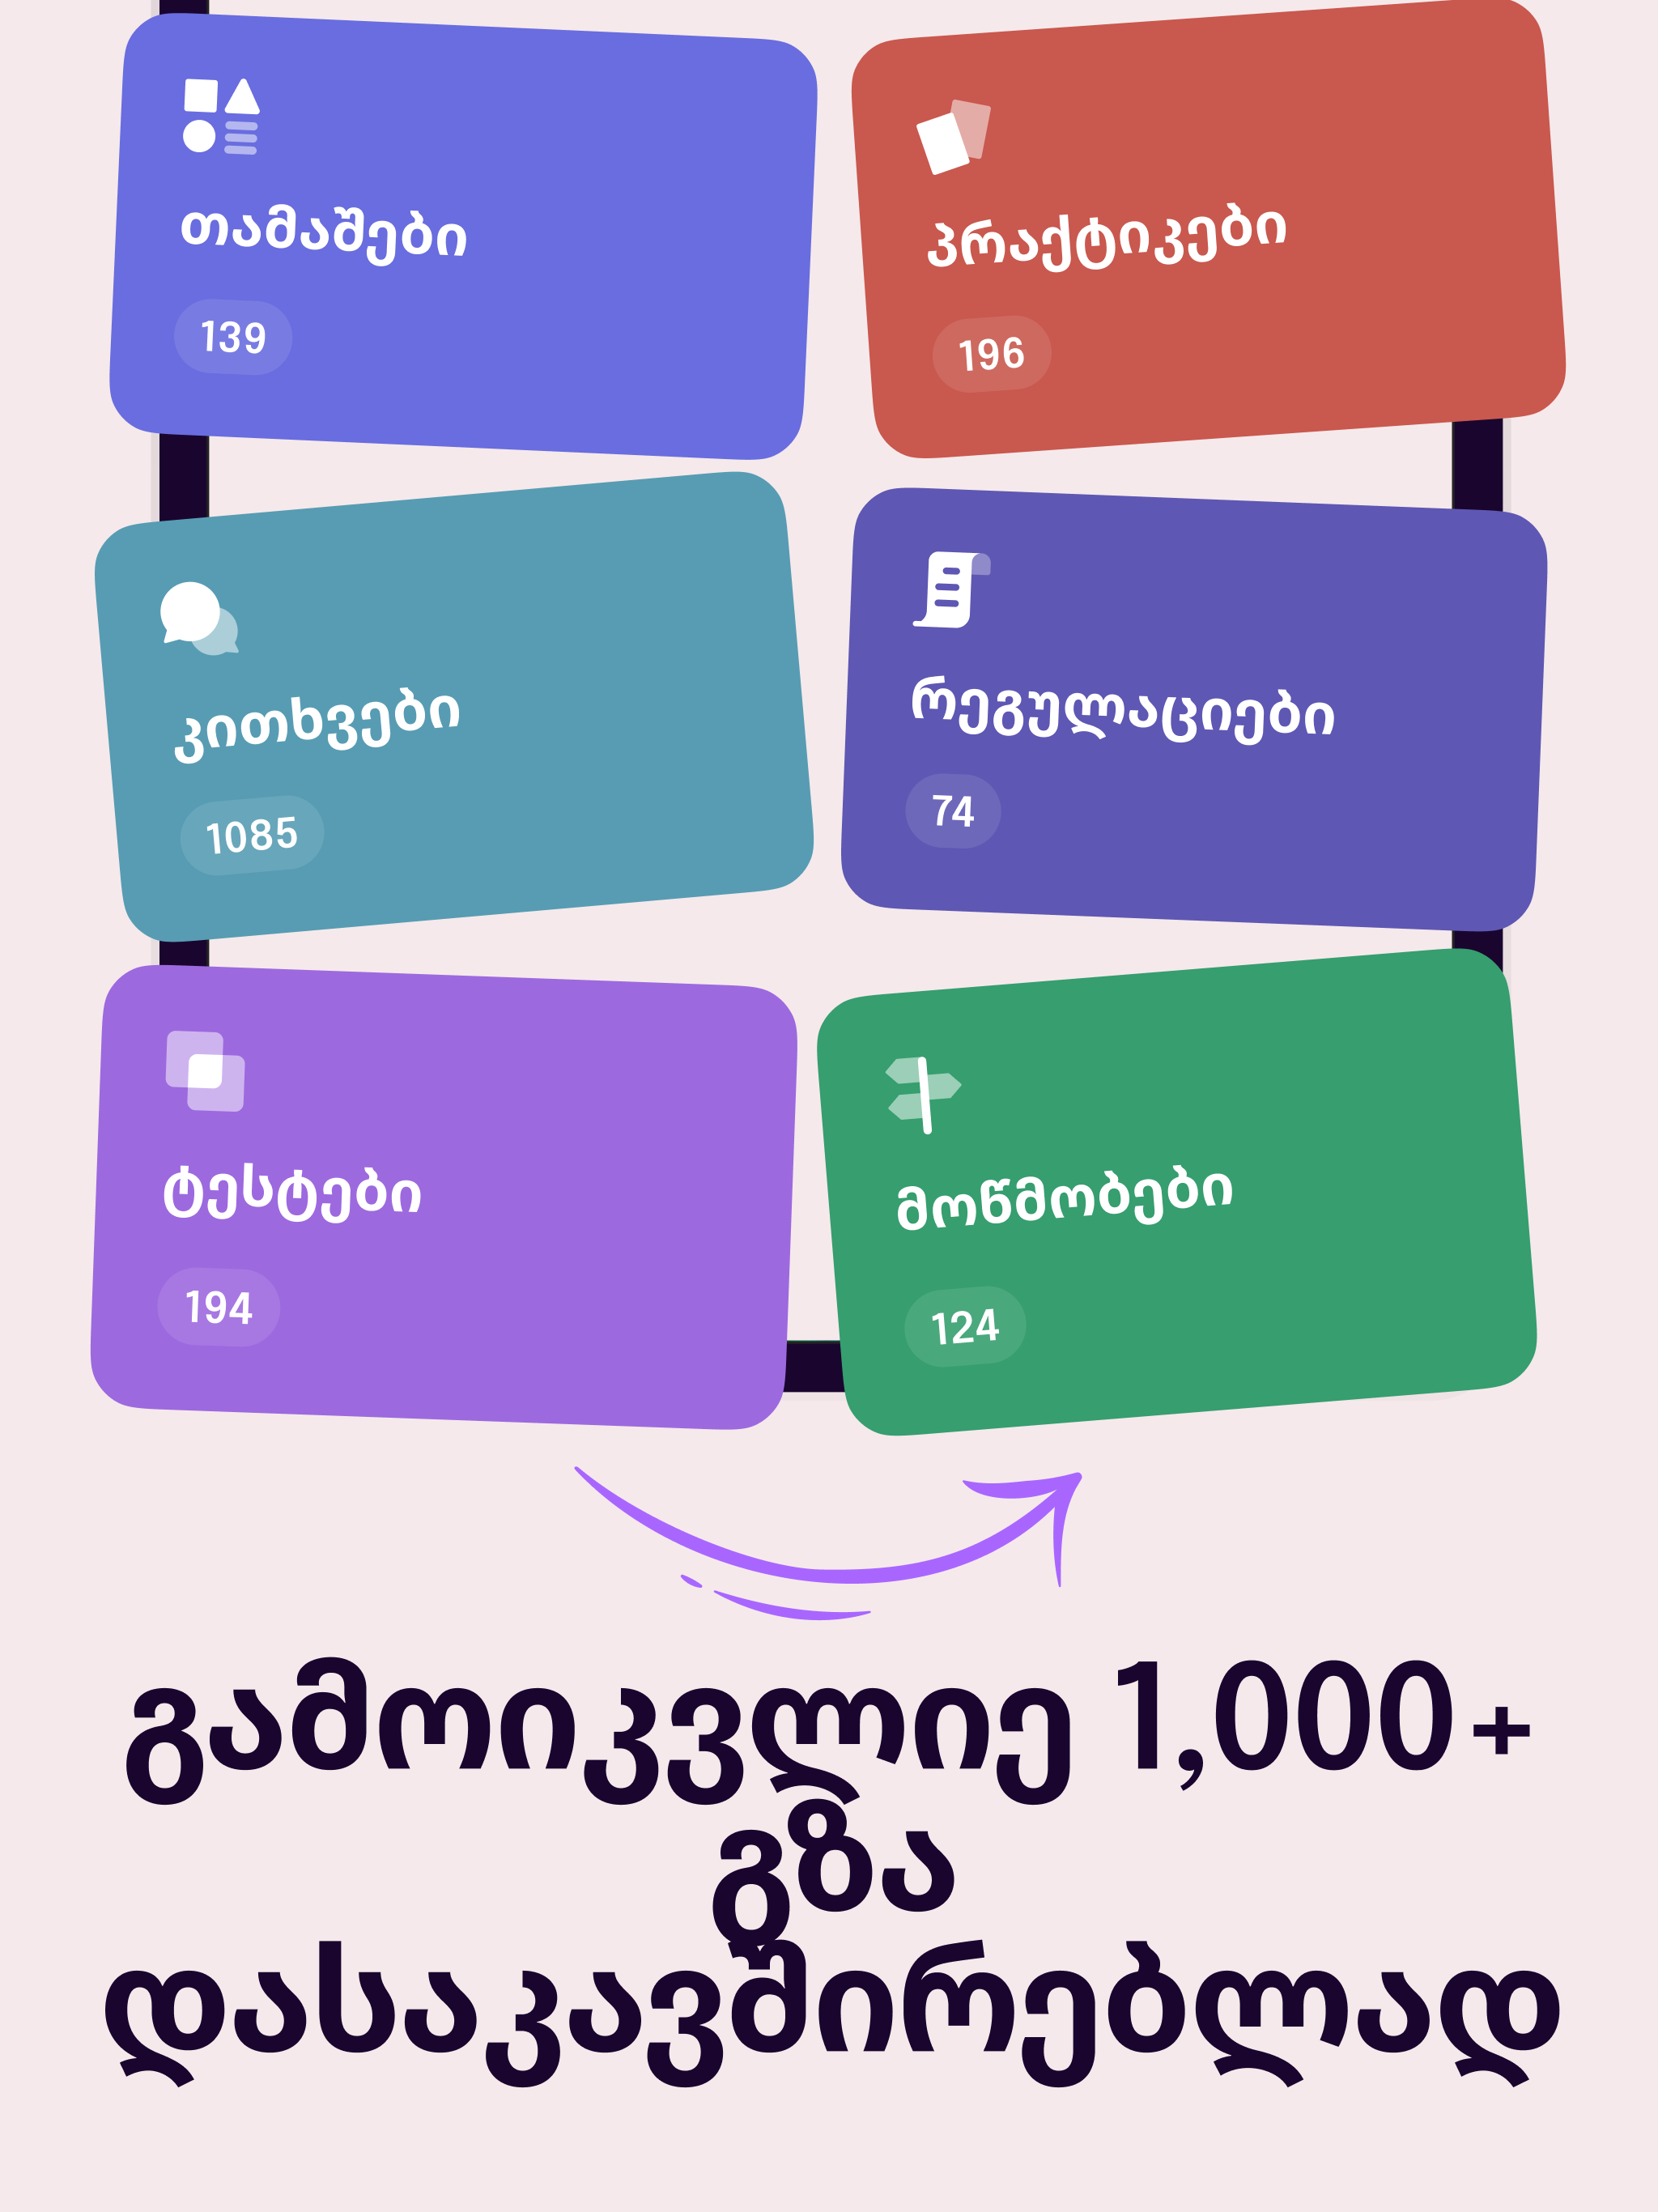 თამაშები
139
პრაქტიკები
196
კითხვები
1085
რეგულაციები
74
ტესტები
194
მოწმობები
124
გამოიკვლიე 1,000+
გზა
დასაკავშირებლად